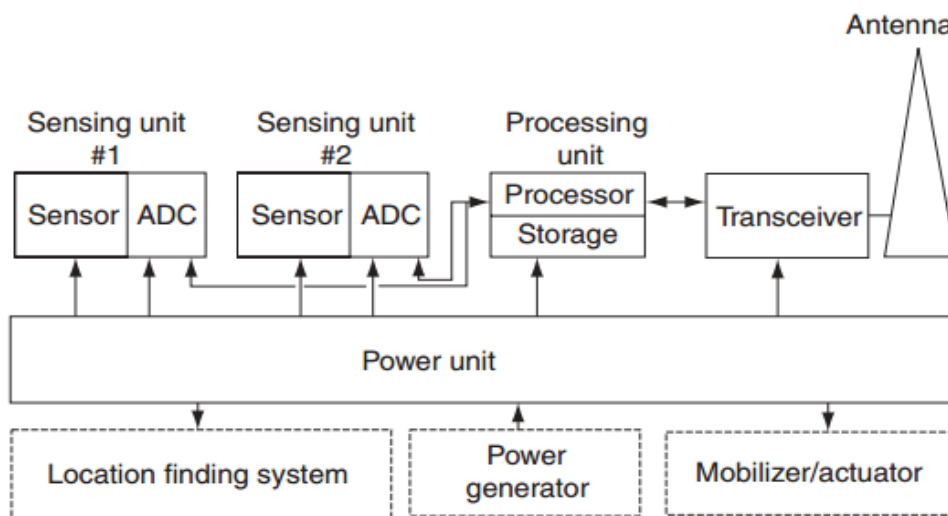 Antenna
Sensing unit
#1
Sensing unit
#2
Processing
unit
Sensor
ADC
Sensor
ADC
Processor
Storage
Transceiver
Power unit
Location finding system
Power
generator
Mobilizer/actuator